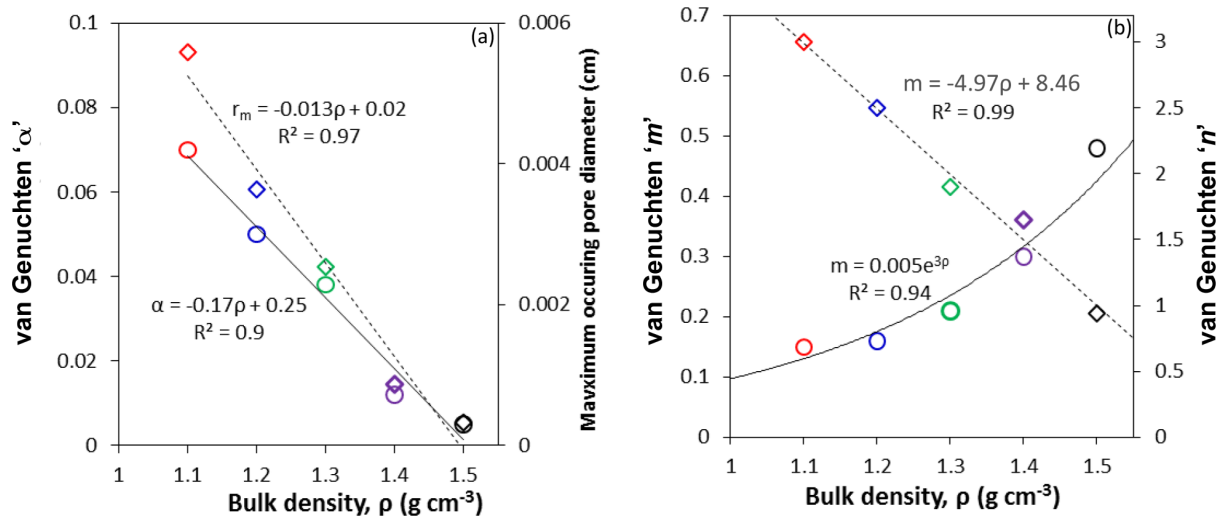 (a)
0.1
0.08
0.06
0.04
0.02
0
0.006
0.004
0.002
0.000
1
1.1
1.2
1.3
1.4
1.5
van Genuchten ‘α’
Mavximum occuring pore diameter (cm)
Bulk density, ρ (g cm-3)
rm = -0.013ρ + 0.02
R² = 0.97
α = -0.17ρ + 0.25
R² = 0.9
(b)
0.7
0.6
0.5
0.4
0.3
0.2
0.1
0
3
2.5
2
1.5
1
0.5
0
1
1.1
1.2
1.3
1.4
1.5
van Genuchten ‘m’
van Genuchten ‘n’
Bulk density, ρ (g cm-3)
m = -4.97ρ + 8.46
R² = 0.99
m = 0.005e3ρ
R² = 0.94